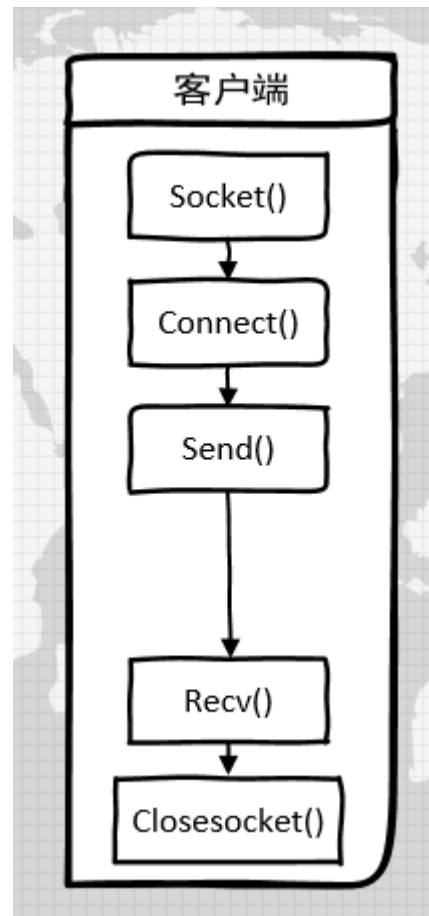 客户端
Socket()
Connect()
Send()
Recv()
Closesocket()